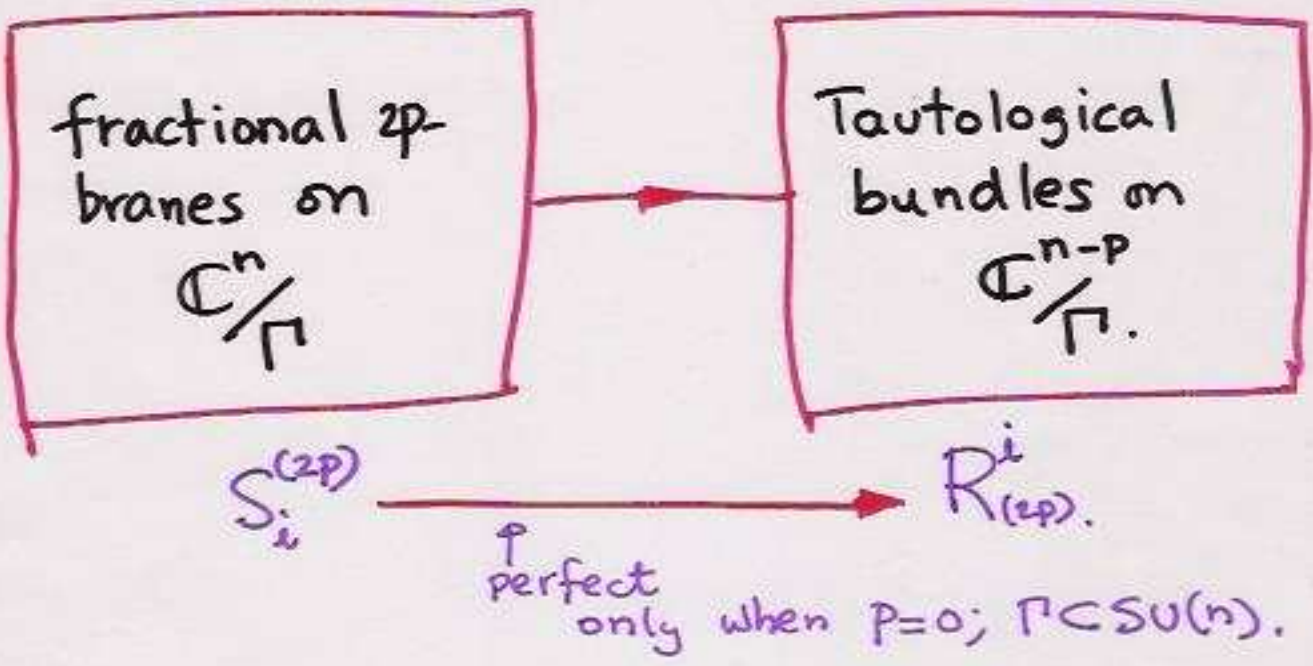 fractional 2p-
branes on
ℂⁿ/Γ
Tautological
bundles on
ℂⁿ⁻ᵖ/Γ.
S_i^(2p)
R^i_(2p).
perfect
only when p=0; Γ⊂SU(n).